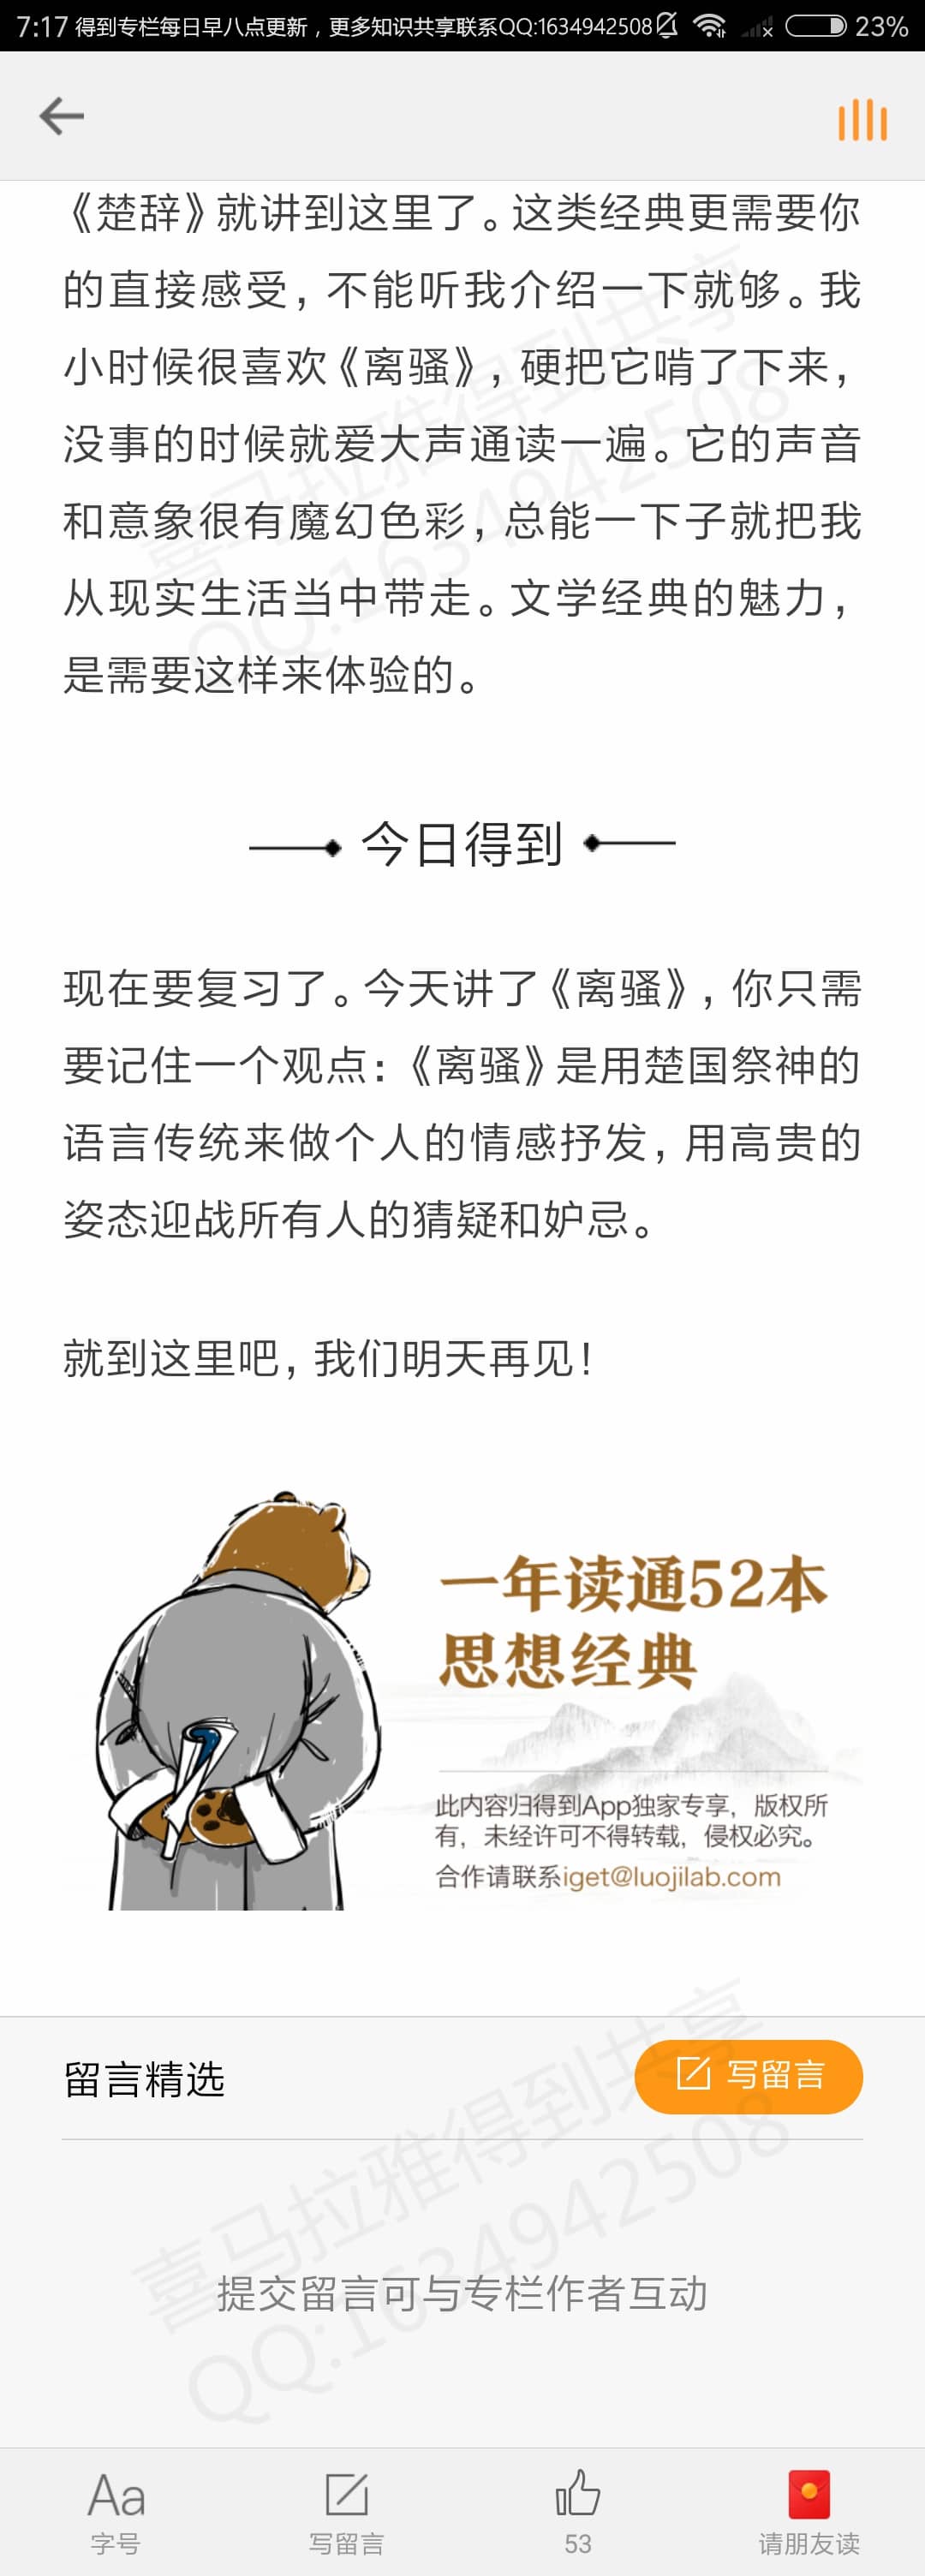 7:17 得到专栏每日早八点更新，更多知识共享联系QQ:1634942508 23%
《楚辞》就讲到这里了。这类经典更需要你
的直接感受，不能听我介绍一下就够。我
小时候很喜欢《离骚》，硬把它啃了下来，
没事的时候就爱大声通读一遍。它的声音
和意象很有魔幻色彩，总能一下子就把我
从现实生活当中带走。文学经典的魅力，
是需要这样来体验的。
喜马拉雅得到共享
QQ:1634942508
今日得到
现在要复习了。今天讲了《离骚》，你只需
要记住一个观点：《离骚》是用楚国祭神的
语言传统来做个人的情感抒发，用高贵的
姿态迎战所有人的猜疑和妒忌。
就到这里吧，我们明天再见！
一年读通52本
思想经典
此内容归得到App独家专享，版权所
有，未经许可不得转载，侵权必究。
合作请联系iget@luojilab.com
留言精选
写留言
喜马拉雅得到共享
QQ:1634942508
提交留言可与专栏作者互动
Aa
字号
写留言
53
请朋友读